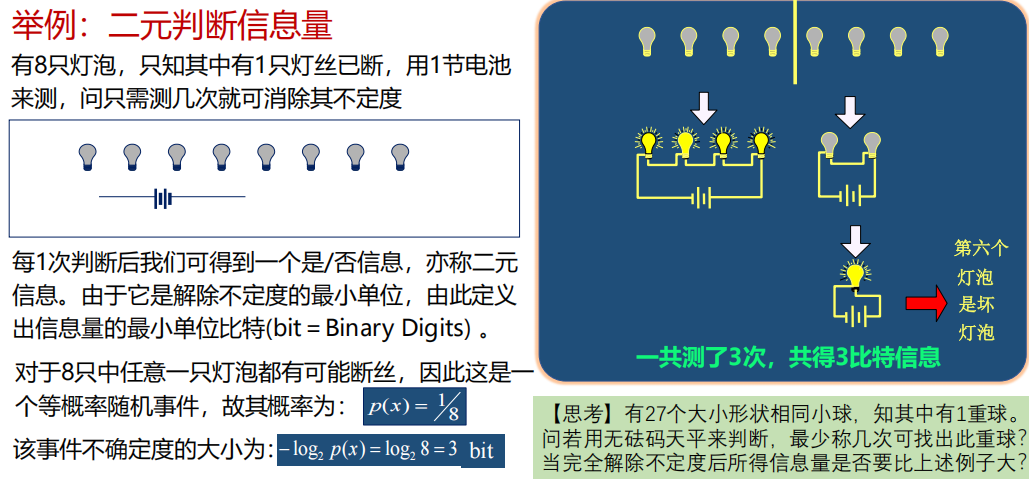 举例：二元判断信息量
有8只灯泡，只知其中有1只灯丝已断，用1节电池
来测，问只需测几次就可消除其不定度
每1次判断后我们可得到一个是/否信息，亦称二元
信息。由于它是解除不定度的最小单位，由此定义
出信息量的最小单位比特(bit = Binary Digits) 。
对于8只中任意一只灯泡都有可能断丝，因此这是一
个等概率随机事件，故其概率为： p(x) = 1/8
该事件不确定度的大小为: −log₂ p(x) = log₂ 8 = 3 bit
第六个
灯泡
是坏
灯泡
一共测了3次，共得3比特信息
【思考】有27个大小形状相同小球，知其中有1重球。
问若用无砝码天平来判断，最少称几次可找出此重球？
当完全解除不定度后所得信息量是否要比上述例子大？